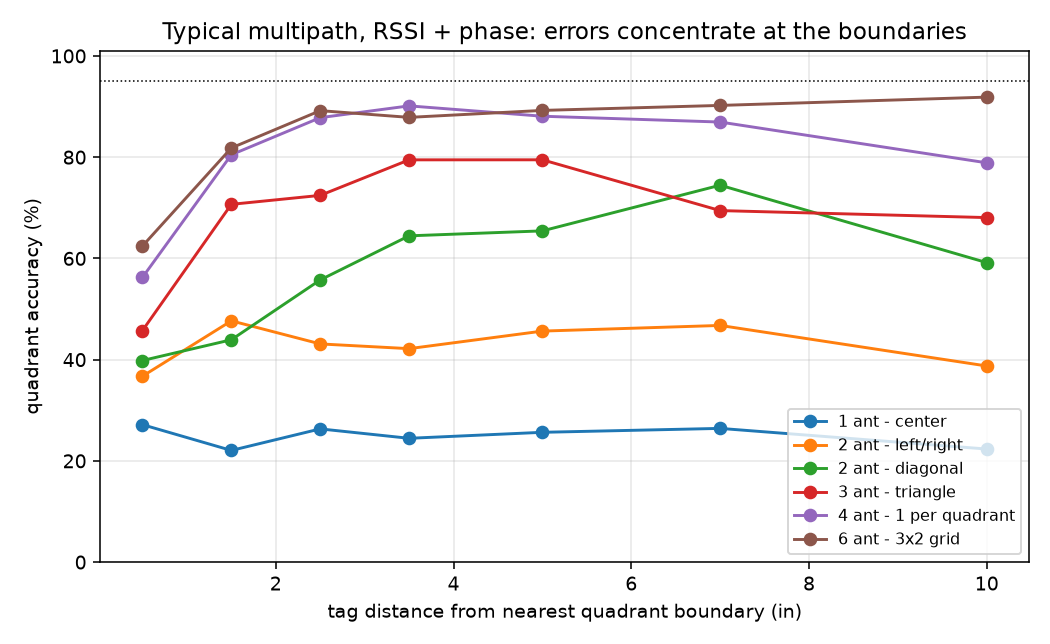 Typical multipath, RSSI + phase: errors concentrate at the boundaries
quadrant accuracy (%)
100
80
60
40
20
0
2
4
6
8
10
tag distance from nearest quadrant boundary (in)
1 ant - center
2 ant - left/right
2 ant - diagonal
3 ant - triangle
4 ant - 1 per quadrant
6 ant - 3x2 grid